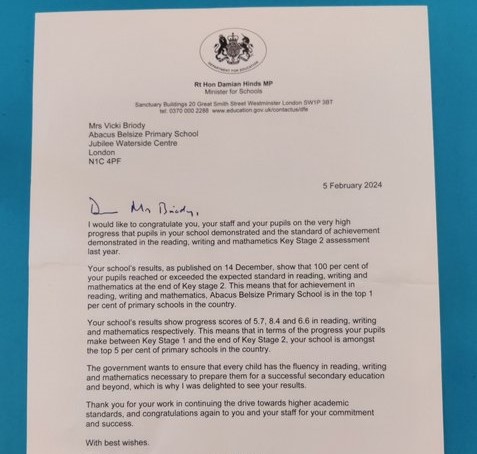 DEPARTMENT FOR EDUCATION
Rt Hon Damian Hinds MP
Minister for Schools
Sanctuary Buildings 20 Great Smith Street Westminster London SW1P 3BT
tel: 0370 000 2288 www.education.gov.uk/contactus/dfe
Mrs Vicki Briody
Abacus Belsize Primary School
Jubilee Waterside Centre
London
N1C 4PF
5 February 2024
Mrs Briody,
I would like to congratulate you, your staff and your pupils on the very high
progress that pupils in your school demonstrated and the standard of achievement
demonstrated in the reading, writing and mathametics Key Stage 2 assessment
last year.
Your school's results, as published on 14 December, show that 100 per cent of
your pupils reached or exceeded the expected standard in reading, writing and
mathematics at the end of Key stage 2. This means that for achievement in
reading, writing and mathematics, Abacus Belsize Primary School is in the top 1
per cent of primary schools in the country.
Your school's results show progress scores of 5.7, 8.4 and 6.6 in reading, writing
and mathematics respectively. This means that in terms of the progress your pupils
make between Key Stage 1 and the end of Key Stage 2, your school is amongst
the top 5 per cent of primary schools in the country.
The government wants to ensure that every child has the fluency in reading, writing
and mathematics necessary to prepare them for a successful secondary education
and beyond, which is why I was delighted to see your results.
Thank you for your work in continuing the drive towards higher academic
standards, and congratulations again to you and your staff for your commitment
and success.
With best wishes.